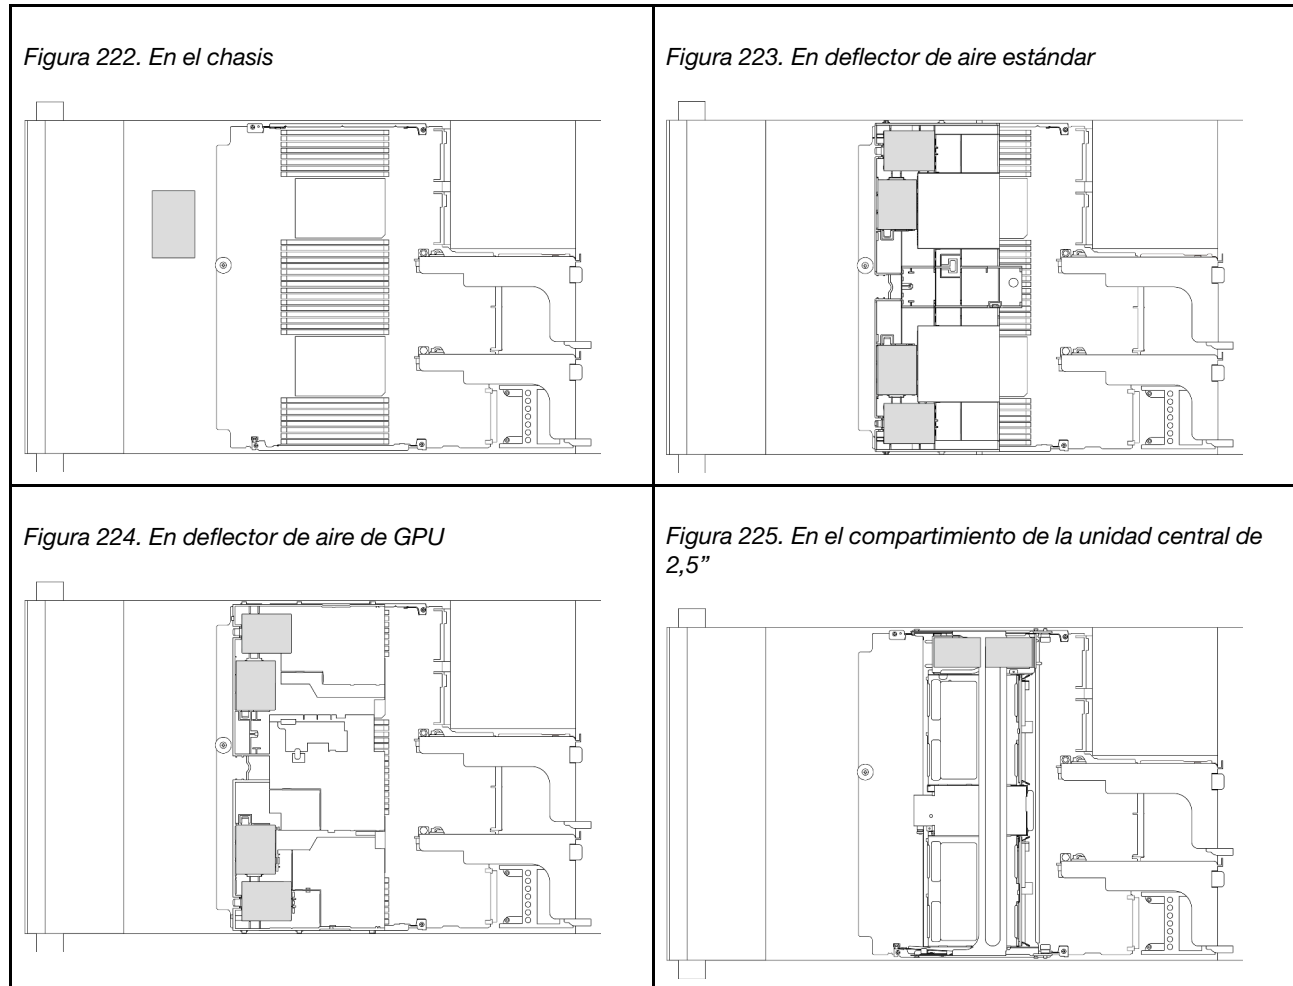 Figura 222. En el chasis
Figura 223. En deflector de aire estándar
Figura 224. En deflector de aire de GPU
Figura 225. En el compartimiento de la unidad central de
2,5”